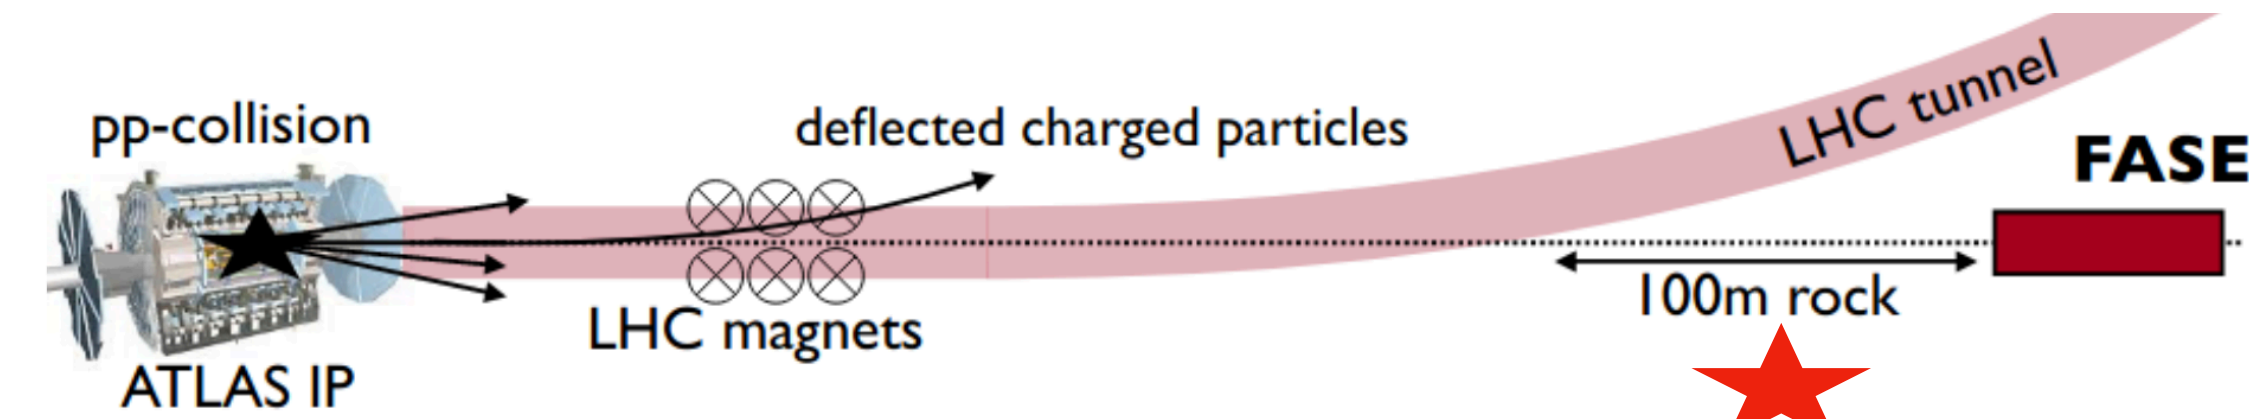 pp-collision
deflected charged particles
LHC tunnel
FASE
100m rock
LHC magnets
ATLAS IP